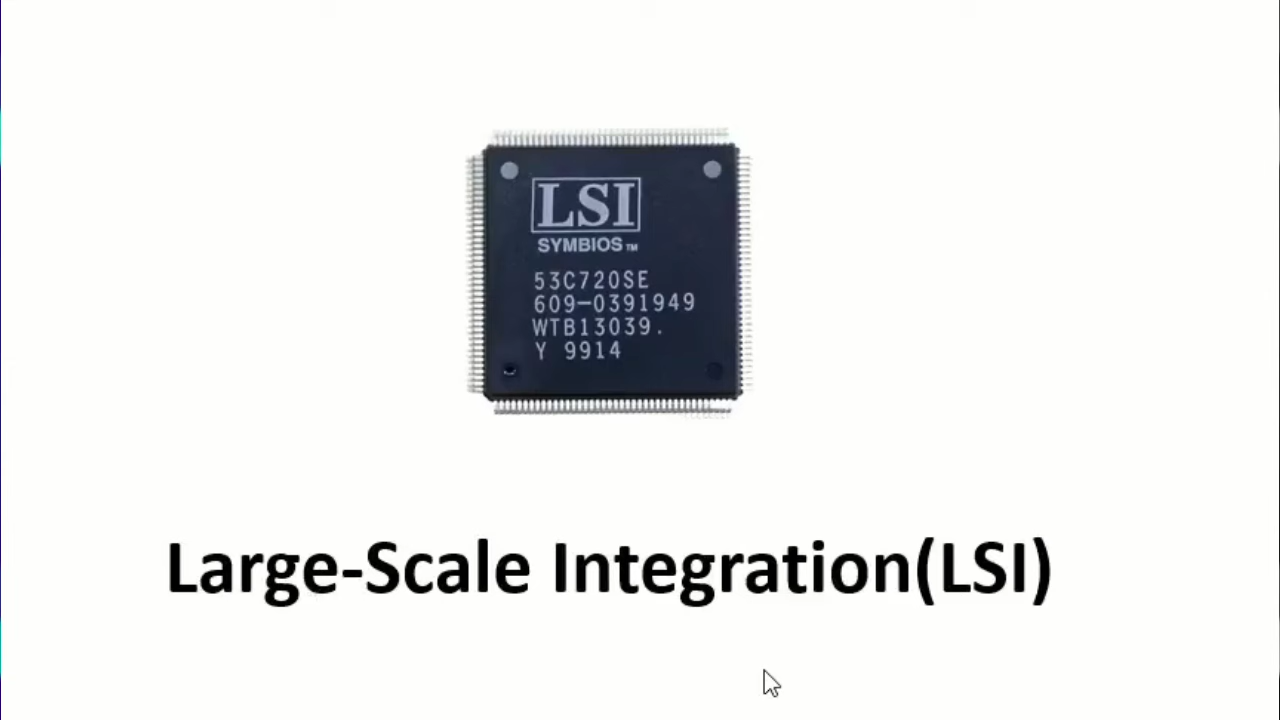 LSI
SYMBIOS™
53C720SE
609-0391949
WTB13039.
Y 9914
Large-Scale Integration(LSI)